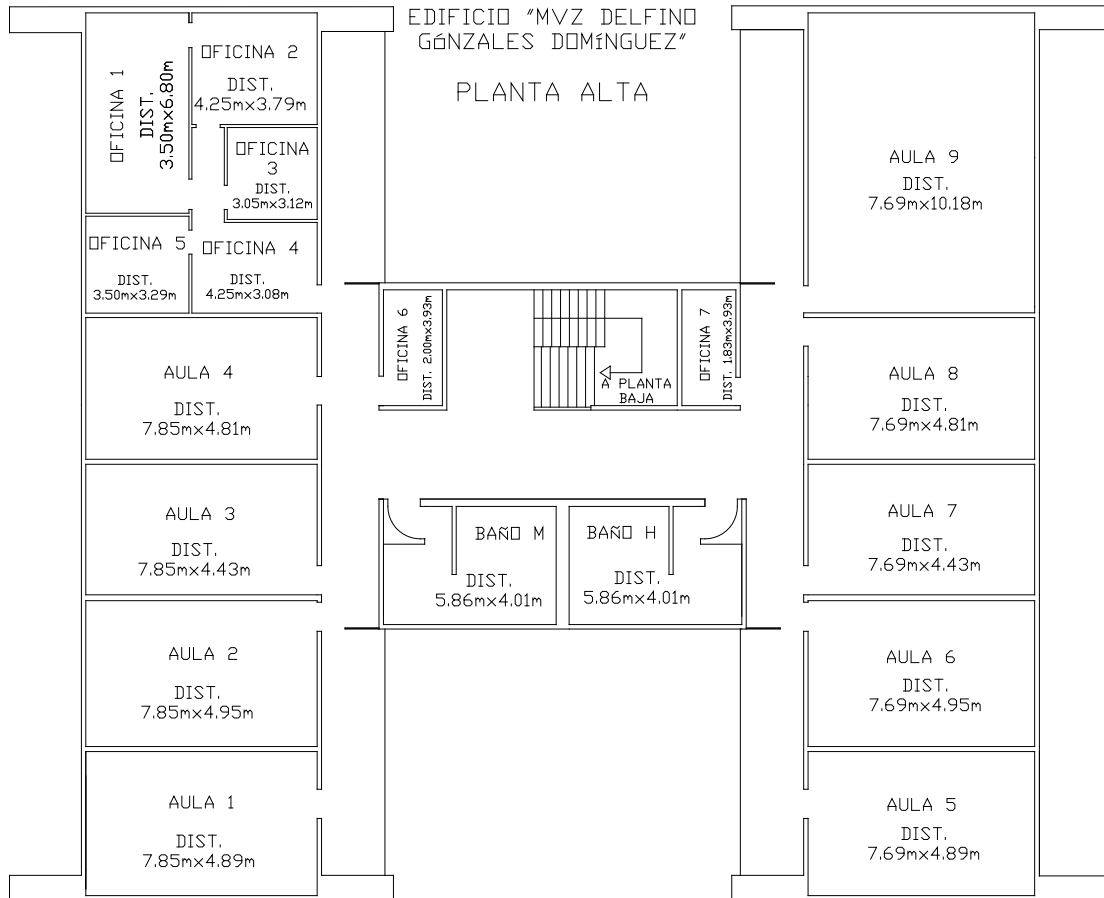 EDIFICIO "MVZ DELFINO
GóNZALES DOMíNGUEZ"
PLANTA ALTA
OFICINA 1
DIST.
3.50mx6.80m
OFICINA 2
DIST.
4.25mx3.79m
OFICINA
3
DIST.
3.05mx3.12m
OFICINA 5
DIST.
3.50mx3.29m
OFICINA 4
DIST.
4.25mx3.08m
AULA 4
DIST.
7.85mx4.81m
AULA 3
DIST.
7.85mx4.43m
AULA 2
DIST.
7.85mx4.95m
AULA 1
DIST.
7.85mx4.89m
OFICINA 6
DIST. 2.00mx3.93m
A PLANTA
BAJA
OFICINA 7
DIST. 1.83mx3.93m
BAñO M
DIST.
5.86mx4.01m
BAñO H
DIST.
5.86mx4.01m
AULA 9
DIST.
7.69mx10.18m
AULA 8
DIST.
7.69mx4.81m
AULA 7
DIST.
7.69mx4.43m
AULA 6
DIST.
7.69mx4.95m
AULA 5
DIST.
7.69mx4.89m